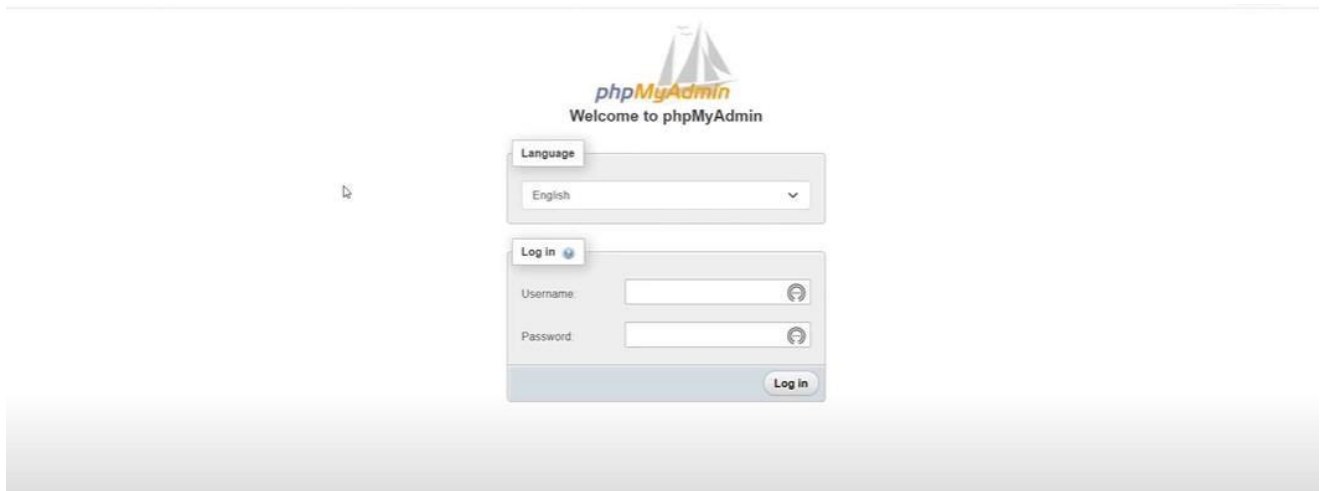 phpMyAdmin
Welcome to phpMyAdmin
Language
English
Log in
Username:
Password:
Log in